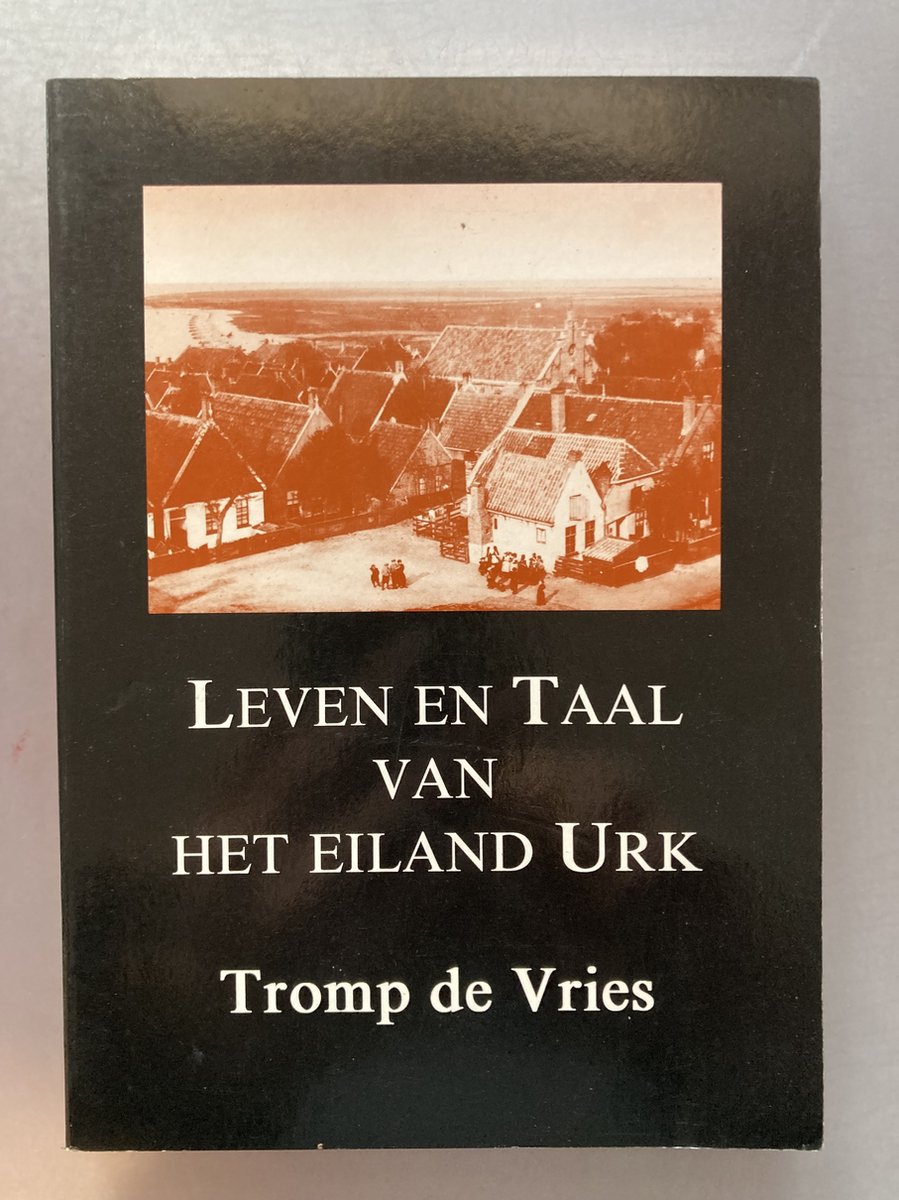 LEVEN EN TAAL
VAN
HET EILAND URK
Tromp de Vries